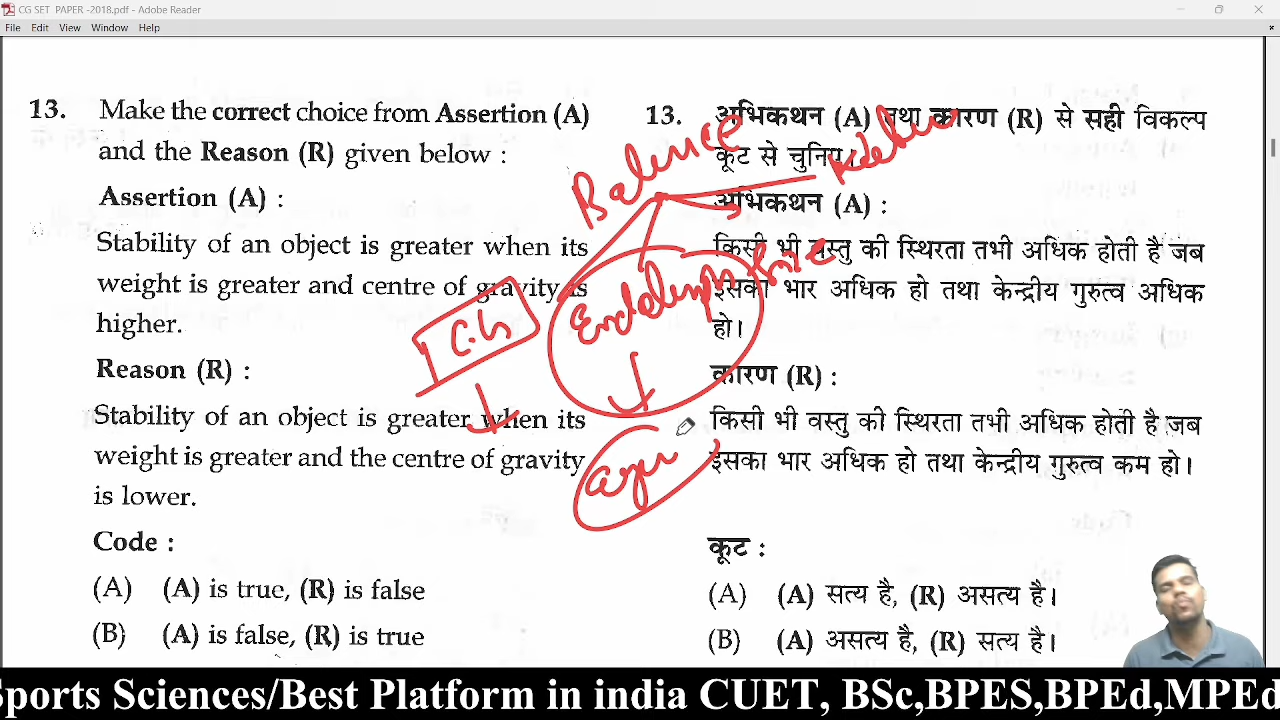 CG SET PAPER -2018.pdf - Adobe Reader
File Edit View Window Help
13. Make the correct choice from Assertion (A)
and the Reason (R) given below :
Assertion (A) :
Stability of an object is greater when its
weight is greater and centre of gravity is
higher.
Reason (R) :
Stability of an object is greater when its
weight is greater and the centre of gravity
is lower.
Code :
(A) (A) is true, (R) is false
(B) (A) is false, (R) is true
13. अभिकथन (A) तथा कारण (R) से सही विकल्प
कूट से चुनिए।
अभिकथन (A) :
किसी भी वस्तु की स्थिरता तभी अधिक होती है जब
इसका भार अधिक हो तथा केन्द्रीय गुरुत्व अधिक
हो।
कारण (R) :
किसी भी वस्तु की स्थिरता तभी अधिक होती है जब
इसका भार अधिक हो तथा केन्द्रीय गुरुत्व कम हो।
कूट :
(A) (A) सत्य है, (R) असत्य है।
(B) (A) असत्य है, (R) सत्य है।
Balence
C.G
Sports Sciences/Best Platform in india CUET, BSc,BPES,BPEd,MPEd